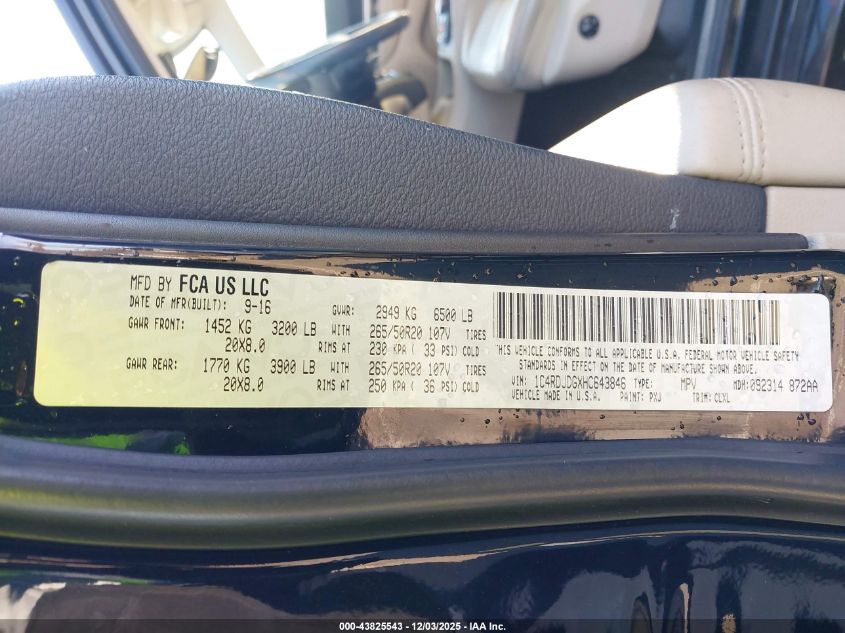 MFD BY FCA US LLC
DATE OF MFR(BUILT): 9-16 GVWR: 2949 KG 6500 LB
GAWR FRONT: 1452 KG 3200 LB WITH 265/50R20 107V TIRES
20X8.0 RIMS AT 230 KPA ( 33 PSI) COLD
GAWR REAR: 1770 KG 3900 LB WITH 265/50R20 107V TIRES
20X8.0 RIMS AT 250 KPA ( 36 PSI) COLD
THIS VEHICLE CONFORMS TO ALL APPLICABLE U.S.A. FEDERAL MOTOR VEHICLE SAFETY
STANDARDS IN EFFECT ON THE DATE OF MANUFACTURE SHOWN ABOVE.
VIN: 1C4RDJDGXHC643846 TYPE: MPV MDH:092314 872AA
VEHICLE MADE IN U.S.A. PAINT: PXJ TRIM:CLXL
000-43825543 - 12/03/2025 - IAA Inc.